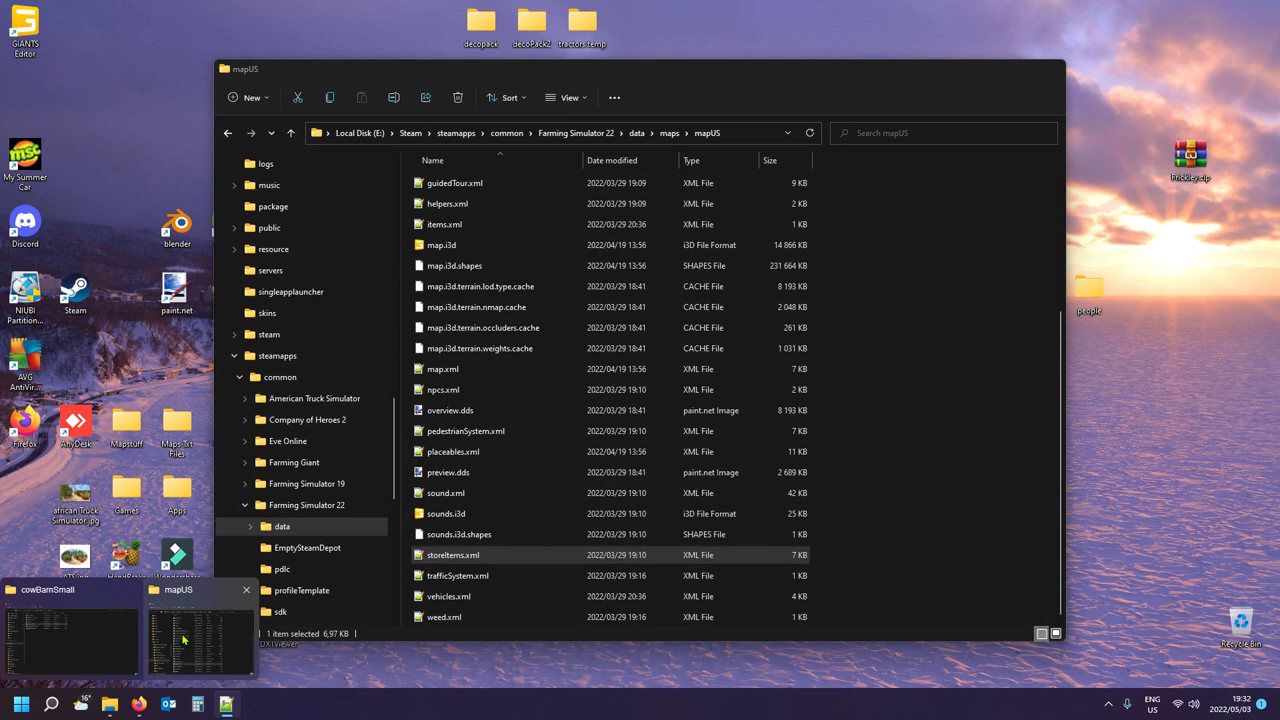 GIANTS
Editor
decopack
decoPack2
tractors temp
mapUS
New
Sort
View
Local Disk (E:)
Steam
steamapps
common
Farming Simulator 22
data
maps
mapUS
Search mapUS
Name
Date modified
Type
Size
logs
music
package
public
resource
servers
singleapplauncher
skins
steam
steamapps
common
American Truck Simulator
Company of Heroes 2
Eve Online
Farming Giant
Farming Simulator 19
Farming Simulator 22
data
EmptySteamDepot
pdlc
profileTemplate
sdk
guidedTour.xml 2022/03/29 19:09 XML File 9 KB
helpers.xml 2022/03/29 19:09 XML File 2 KB
items.xml 2022/03/29 20:36 XML File 1 KB
map.i3d 2022/04/19 13:56 i3D File Format 14 866 KB
map.i3d.shapes 2022/04/19 13:56 SHAPES File 231 664 KB
map.i3d.terrain.lod.type.cache 2022/03/29 18:41 CACHE File 8 193 KB
map.i3d.terrain.nmap.cache 2022/03/29 18:41 CACHE File 2 048 KB
map.i3d.terrain.occluders.cache 2022/03/29 18:41 CACHE File 261 KB
map.i3d.terrain.weights.cache 2022/03/29 18:41 CACHE File 1 031 KB
map.xml 2022/04/19 13:56 XML File 7 KB
npcs.xml 2022/03/29 19:10 XML File 2 KB
overview.dds 2022/03/29 18:41 paint.net Image 8 193 KB
pedestrianSystem.xml 2022/03/29 19:10 XML File 1 KB
placeables.xml 2022/04/19 13:56 XML File 11 KB
preview.dds 2022/03/29 18:41 paint.net Image 2 689 KB
sound.xml 2022/03/29 19:10 XML File 42 KB
sounds.i3d 2022/03/29 19:10 i3D File Format 25 KB
sounds.i3d.shapes 2022/03/29 19:10 SHAPES File 1 KB
storeItems.xml 2022/03/29 19:10 XML File 7 KB
trafficSystem.xml 2022/03/29 19:16 XML File 1 KB
vehicles.xml 2022/03/29 20:36 XML File 4 KB
1 item selected 6.97 KB
My Summer
Car
Discord
blender
NIUBI
Partition...
Steam
paint.net
AVG
AntiVir...
Firefox
AnyDesk
Mapstuff
Maps Txt
Files
african Truck
Simulator.jpg
Games
Apps
cowBarnSmall
mapUS
Prickley.zip
people
Recycle Bin
16°
ENG
US
19:32
2022/05/03
1